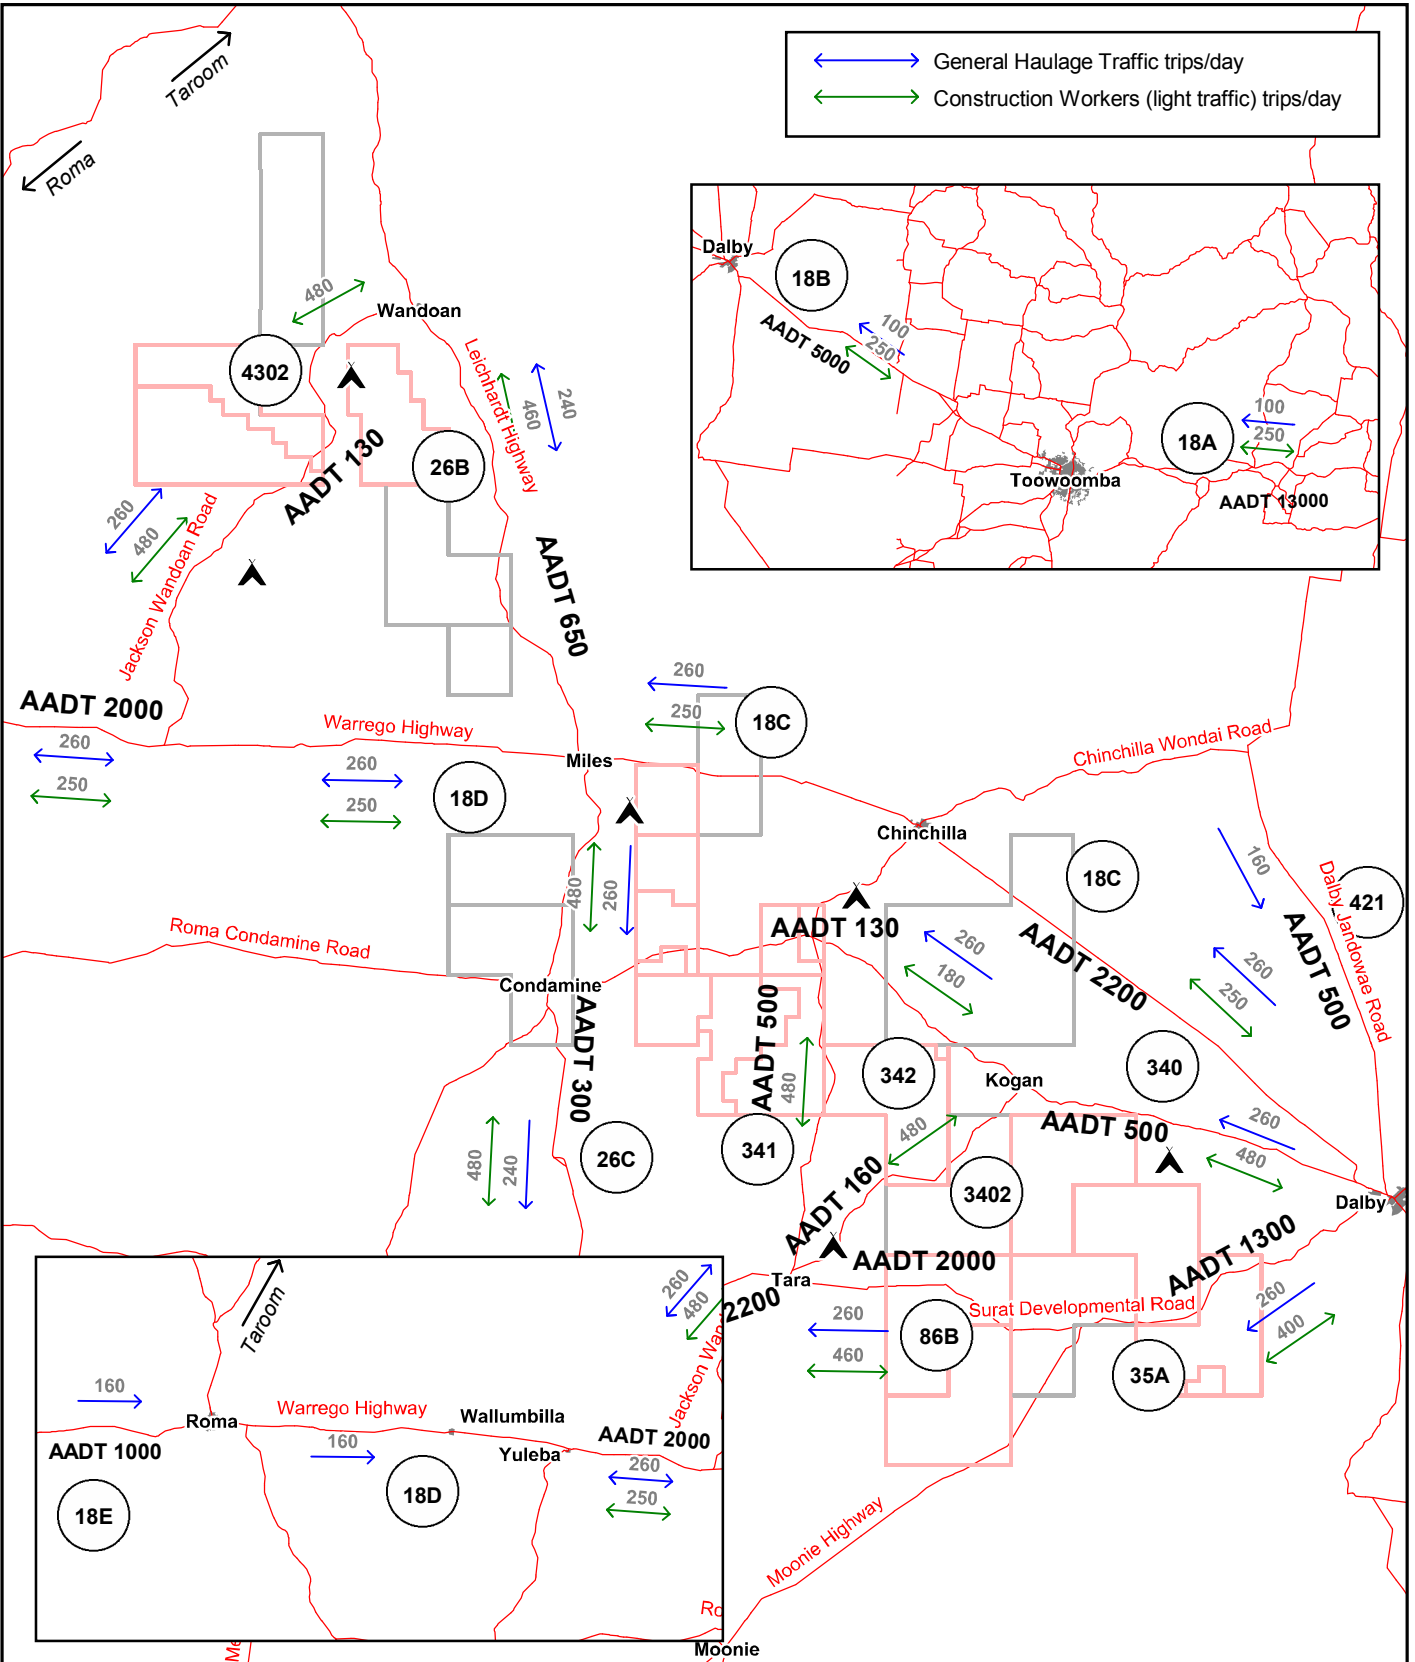 General Haulage Traffic trips/day
Construction Workers (light traffic) trips/day
Taroom
Roma
Dalby
18B
AADT 5000
100
250
100
250
18A
Toowoomba
AADT 13000
480
Wandoan
4302
Leichhardt Highway
460
240
AADT 130
26B
260
480
Jackson Wandoan Road
AADT 650
AADT 2000
Warrego Highway
260
250
18C
Miles
260
250
260
250
18D
Chinchilla Wondai Road
Chinchilla
18C
160
Dalby Jandowae Road
421
480
260
AADT 130
260
180
AADT 2200
260
250
AADT 500
Roma Condamine Road
Condamine
AADT 300
AADT 500
480
342
Kogan
340
480
240
26C
341
480
AADT 500
260
480
3402
AADT 160
Dalby
AADT 2000
AADT 1300
Tara
2200
Surat Developmental Road
260
460
86B
260
400
35A
Moonie Highway
Moonie
Taroom
260
480
Jackson Wan
160
Roma
Warrego Highway
Wallumbilla
Yuleba
AADT 2000
AADT 1000
160
260
250
18E
18D
Ro
Me